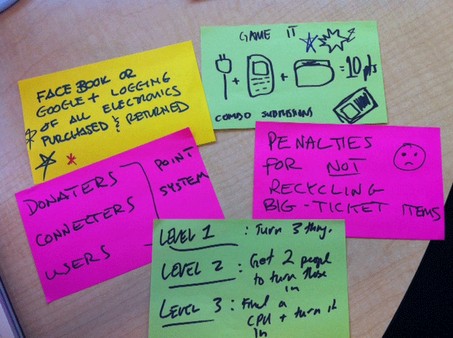 FACEBOOK OR
GOOGLE+ LOGGING
OF ALL ELECTRONICS
PURCHASED & RETURNED
GAME IT
+ + = 10 pts
COMBO SUBMISSIONS
DONATERS
CONNECTERS
USERS
POINT
SYSTEM
PENALTIES
FOR NOT
RECYCLING
BIG-TICKET ITEMS
LEVEL 1 : Turn 3 things
LEVEL 2 : Get 2 people
to turn those
in
LEVEL 3 : Find a
CPU + turn it
in